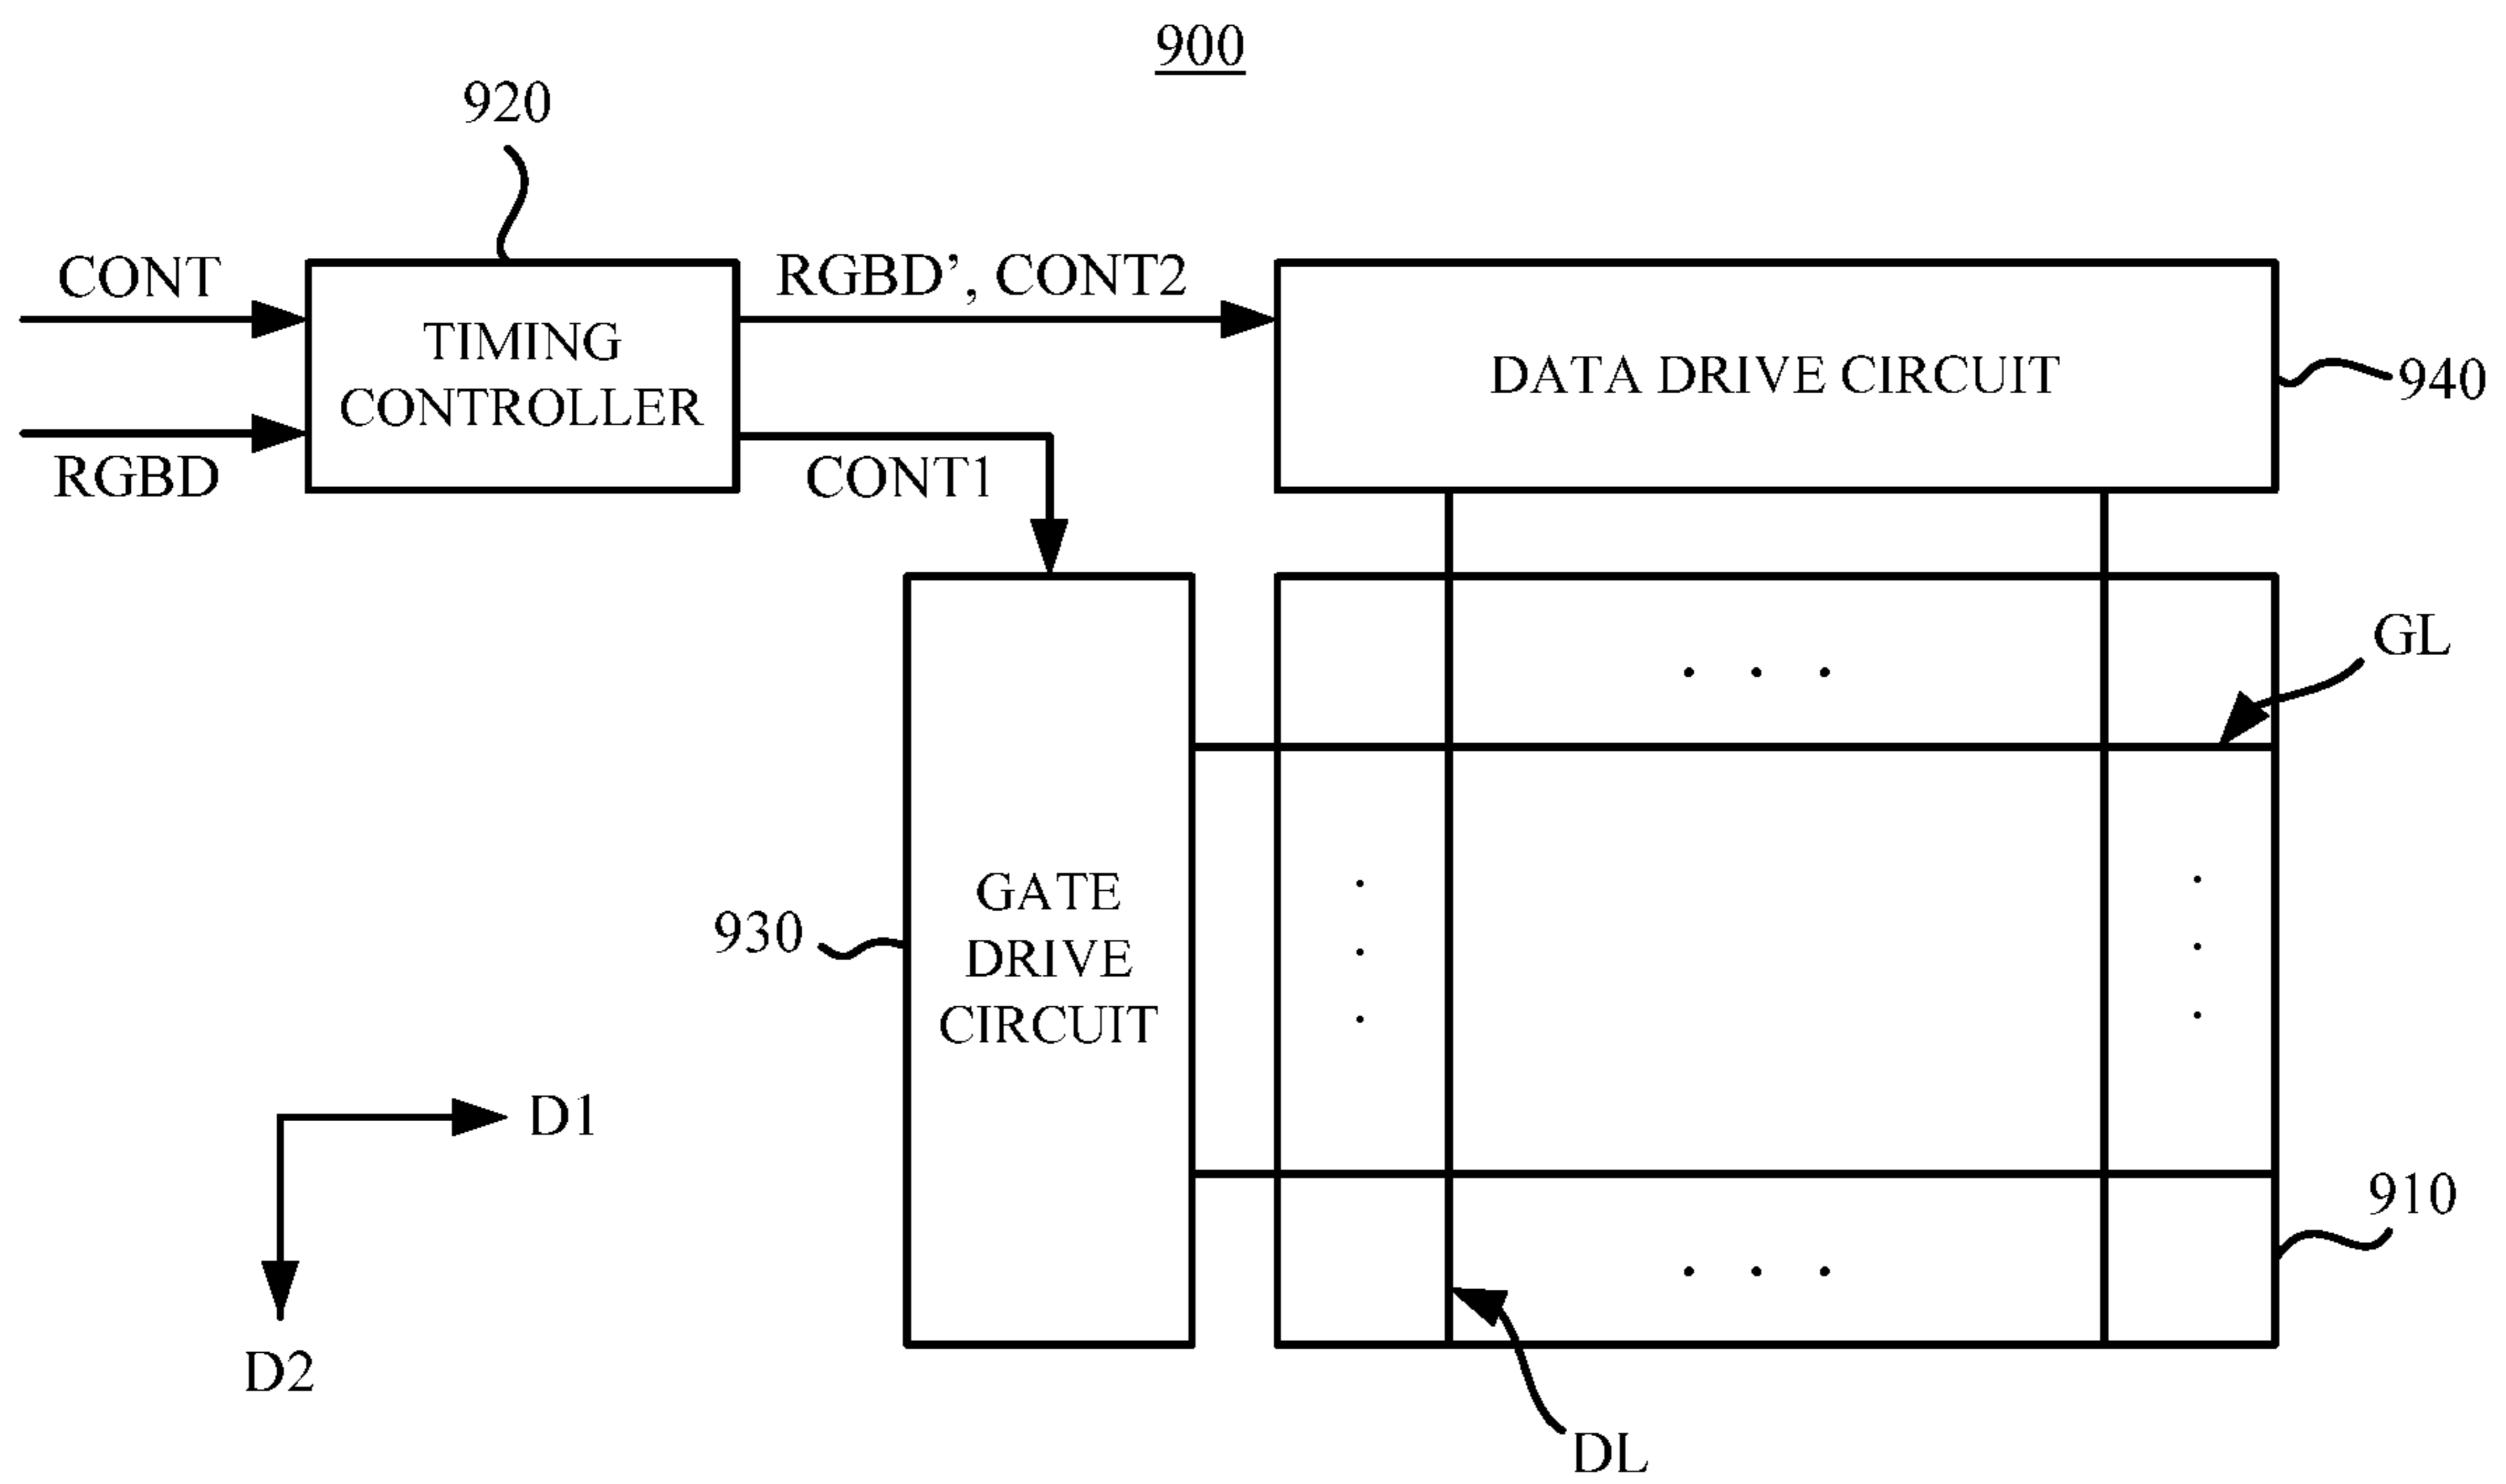 900
920
CONT
RGBD’, CONT2
TIMING
CONTROLLER
DATA DRIVE CIRCUIT
940
RGBD
CONT1
GL
GATE
DRIVE
CIRCUIT
930
D1
910
D2
DL